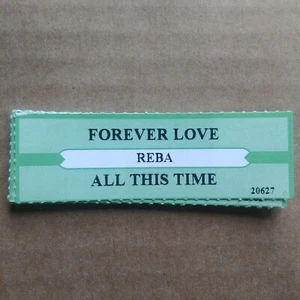 FOREVER LOVE
REBA
ALL THIS TIME
20627